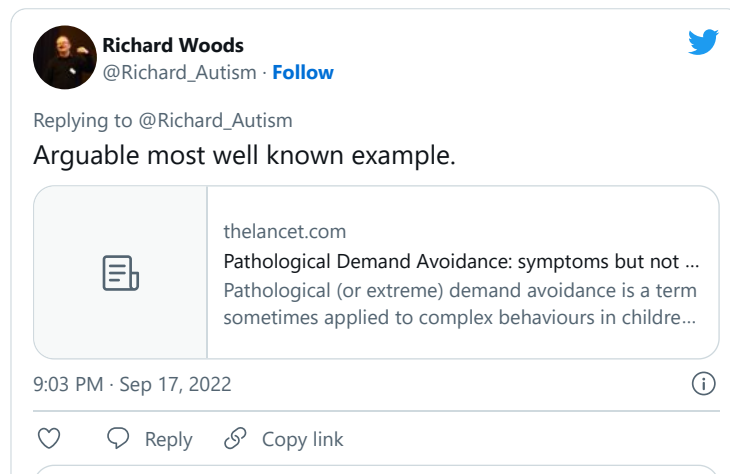 Richard Woods
@Richard_Autism · Follow
Replying to @Richard_Autism
Arguable most well known example.
thelancet.com
Pathological Demand Avoidance: symptoms but not ...
Pathological (or extreme) demand avoidance is a term
sometimes applied to complex behaviours in childre...
9:03 PM · Sep 17, 2022
Reply
Copy link